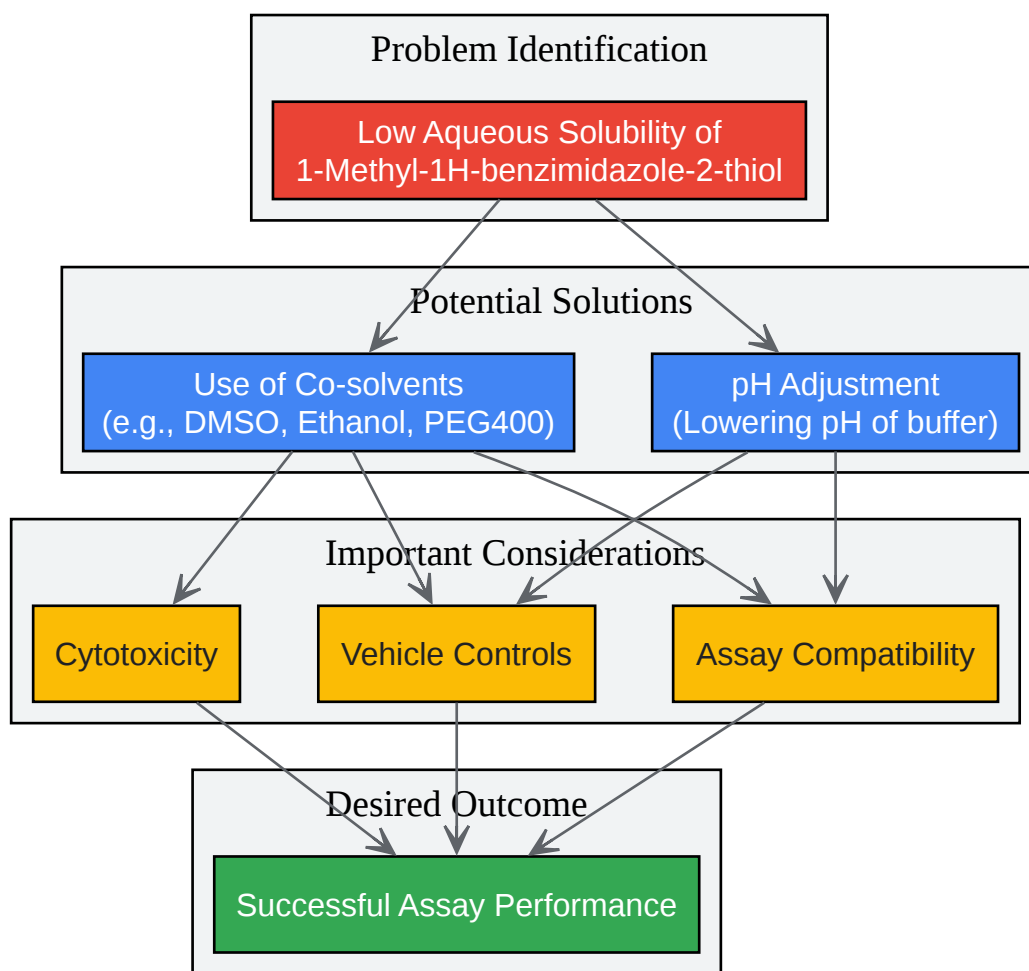 Problem Identification
Low Aqueous Solubility of
1-Methyl-1H-benzimidazole-2-thiol
Potential Solutions
Use of Co-solvents
(e.g., DMSO, Ethanol, PEG400)
pH Adjustment
(Lowering pH of buffer)
Important Considerations
Cytotoxicity
Vehicle Controls
Assay Compatibility
Desired Outcome
Successful Assay Performance